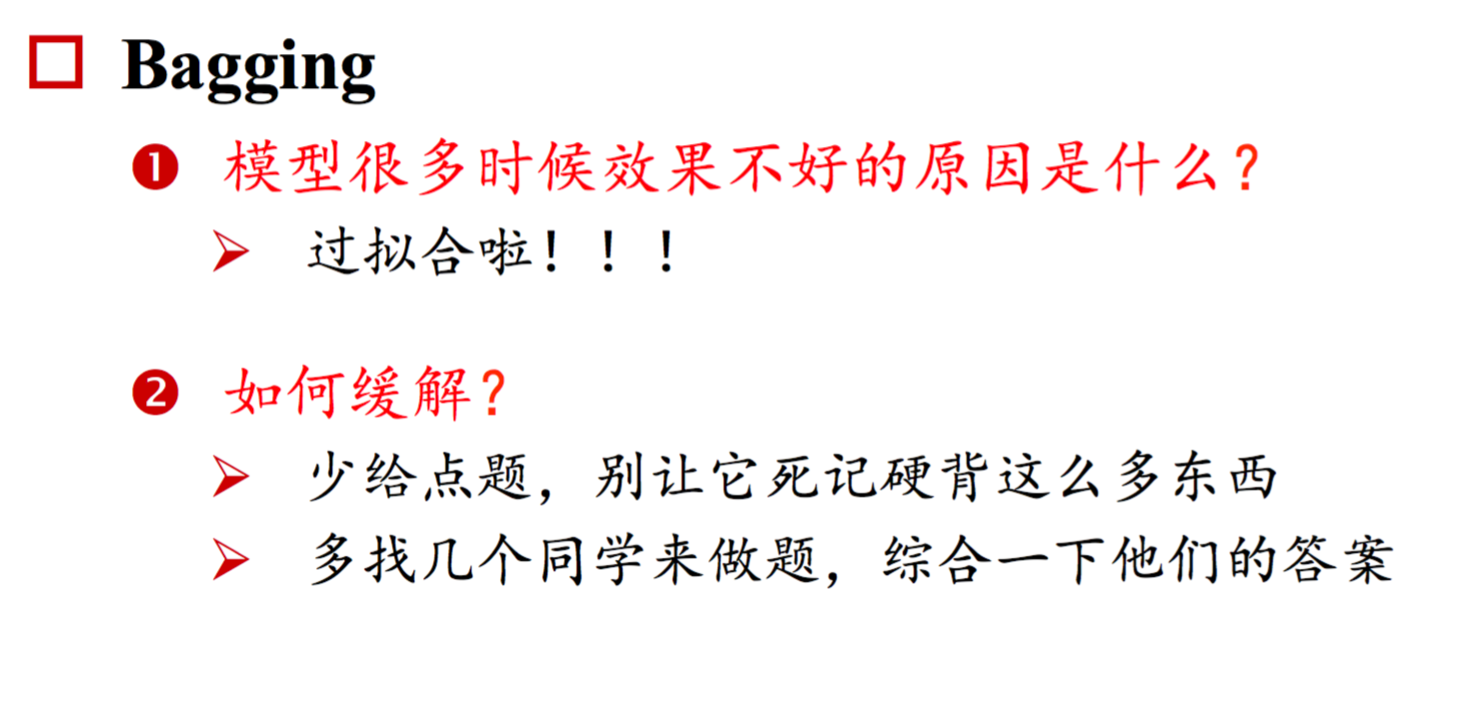 Bagging
❶ 模型很多时候效果不好的原因是什么?
➢ 过拟合啦!!!
❷ 如何缓解?
➢ 少给点题,别让它死记硬背这么多东西
➢ 多找几个同学来做题,综合一下他们的答案